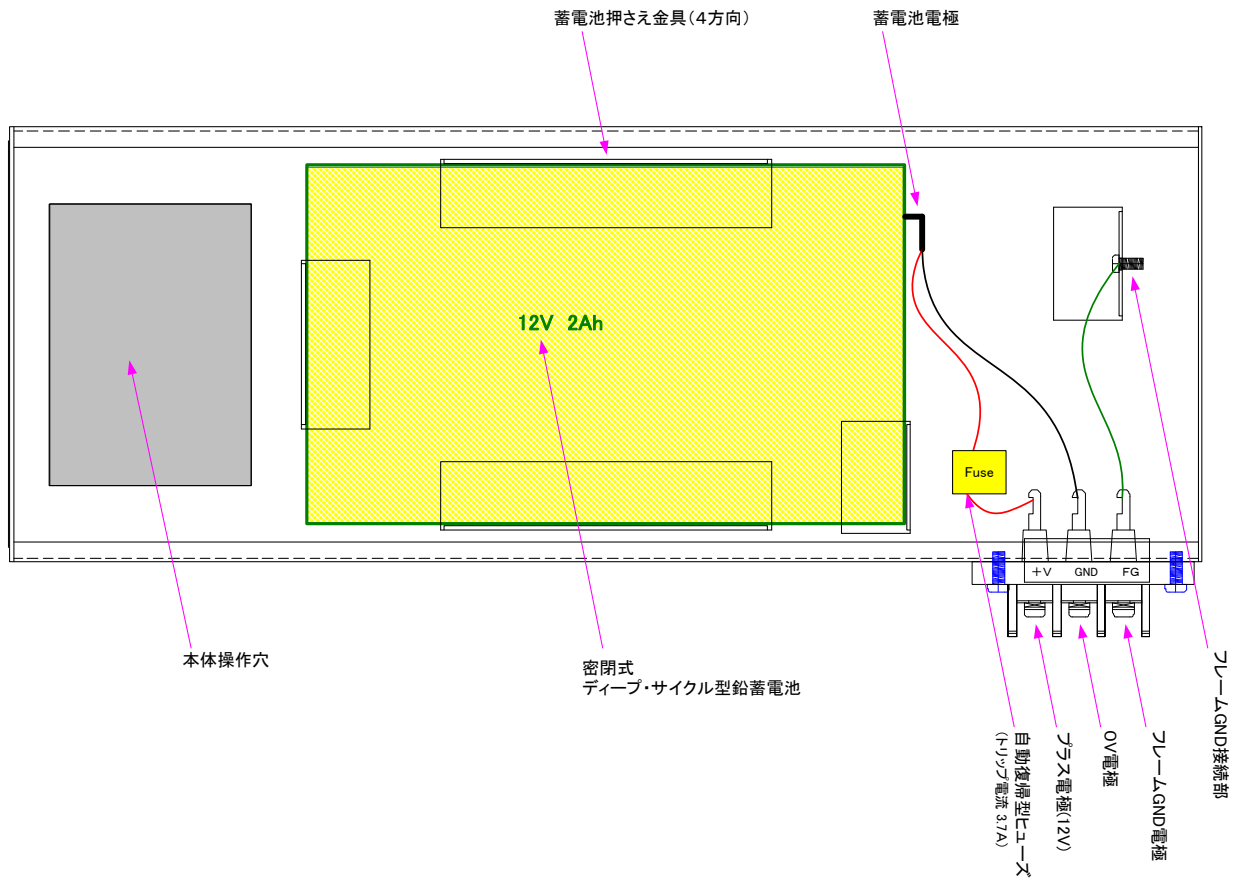 蓄電池押さえ金具(4方向)
蓄電池電極
12V 2Ah
Fuse
+V
GND
FG
本体操作穴
密閉式
ディープ・サイクル型鉛蓄電池
フレームGND接続部
フレームGND電極
0V電極
プラス電極(12V)
自動復帰型ヒューズ
(トリップ電流 3.7A)